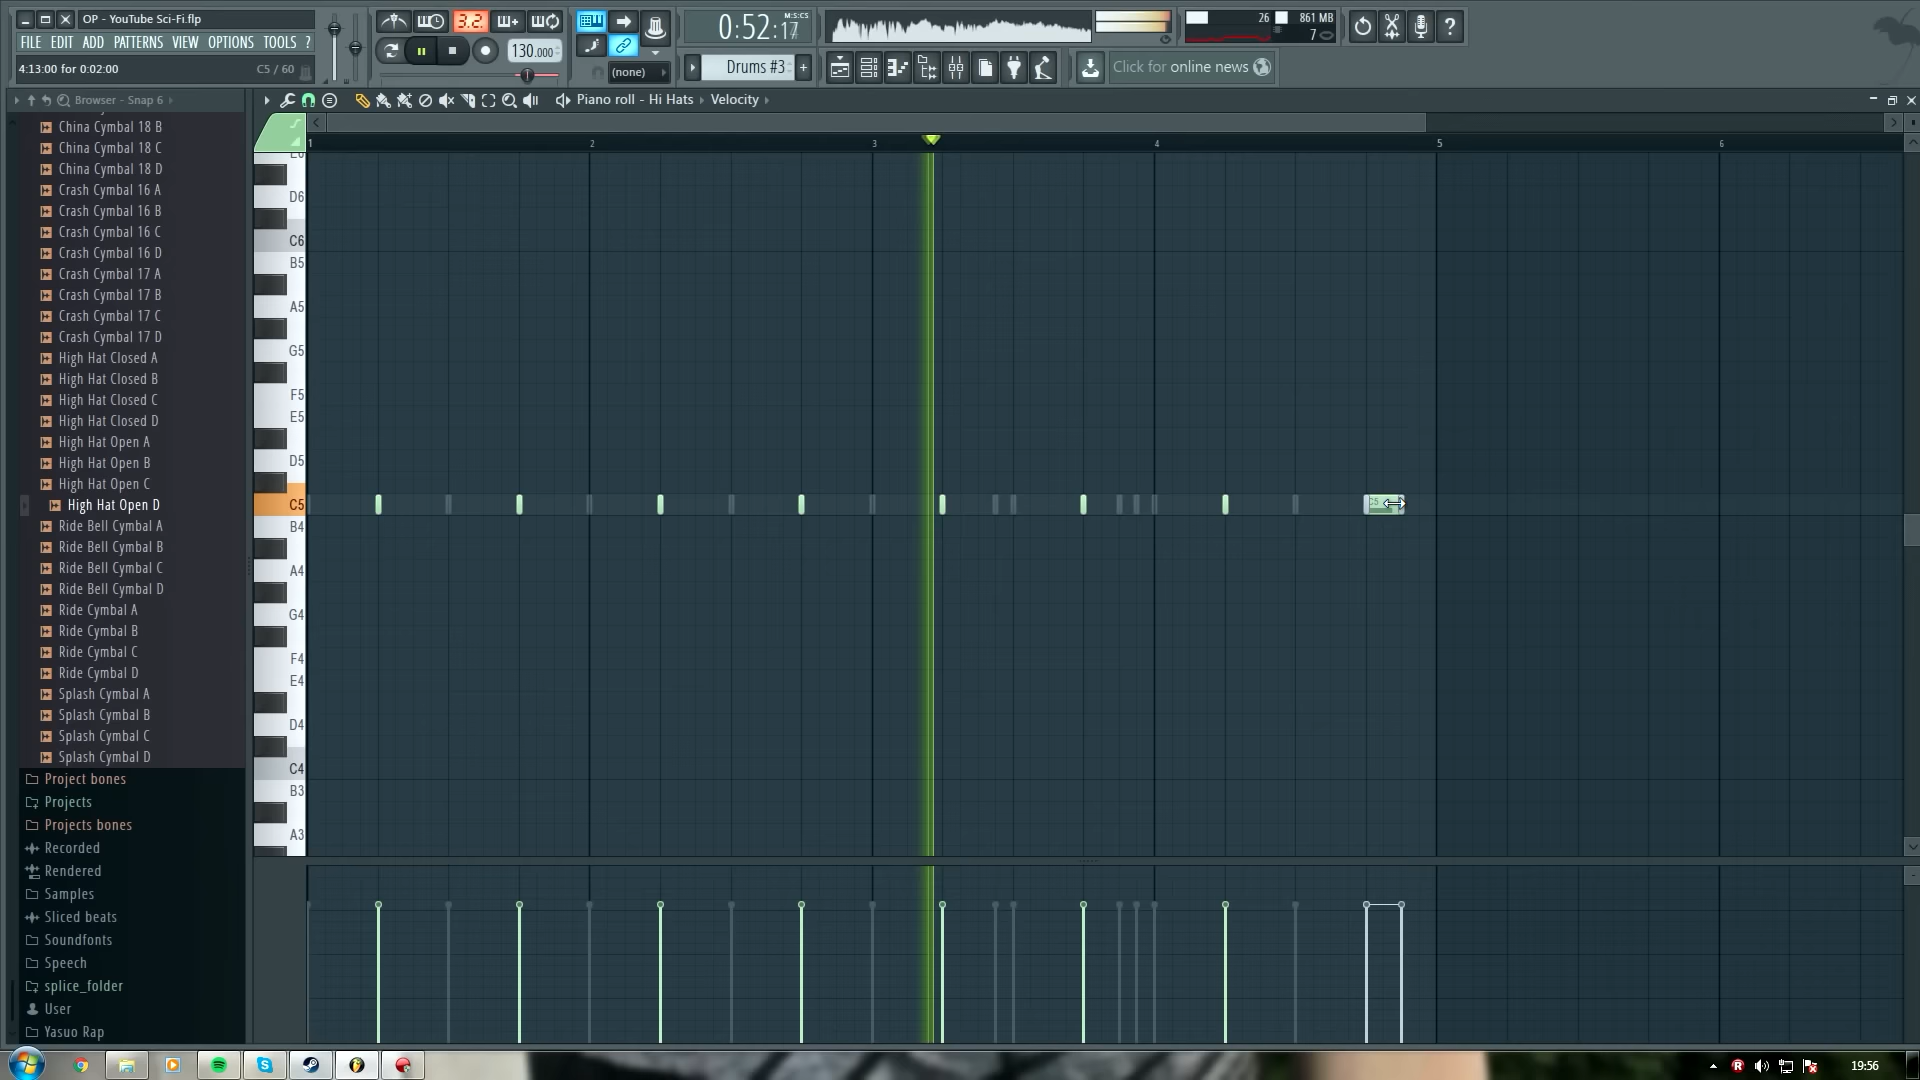 OP - YouTube Sci-Fi.flp
FILE EDIT ADD PATTERNS VIEW OPTIONS TOOLS ?
4:13:00 for 0:02:00
C5 / 60
3.2.
130.000
(none)
0:52:17
M:S:CS
Drums #3
26
861 MB
7
Click for online news
Browser - Snap 6
Piano roll - Hi Hats
Velocity
China Cymbal 18 B
China Cymbal 18 C
China Cymbal 18 D
Crash Cymbal 16 A
Crash Cymbal 16 B
Crash Cymbal 16 C
Crash Cymbal 16 D
Crash Cymbal 17 A
Crash Cymbal 17 B
Crash Cymbal 17 C
Crash Cymbal 17 D
High Hat Closed A
High Hat Closed B
High Hat Closed C
High Hat Closed D
High Hat Open A
High Hat Open B
High Hat Open C
High Hat Open D
Ride Bell Cymbal A
Ride Bell Cymbal B
Ride Bell Cymbal C
Ride Bell Cymbal D
Ride Cymbal A
Ride Cymbal B
Ride Cymbal C
Ride Cymbal D
Splash Cymbal A
Splash Cymbal B
Splash Cymbal C
Splash Cymbal D
Project bones
Projects
Projects bones
Recorded
Rendered
Samples
Sliced beats
Soundfonts
Speech
splice_folder
User
Yasuo Rap
1 2 3 4 5 6
E6
D6
C6
B5
A5
G5
F5
E5
D5
C5
C5
B4
A4
G4
F4
E4
D4
C4
B3
A3
19:56